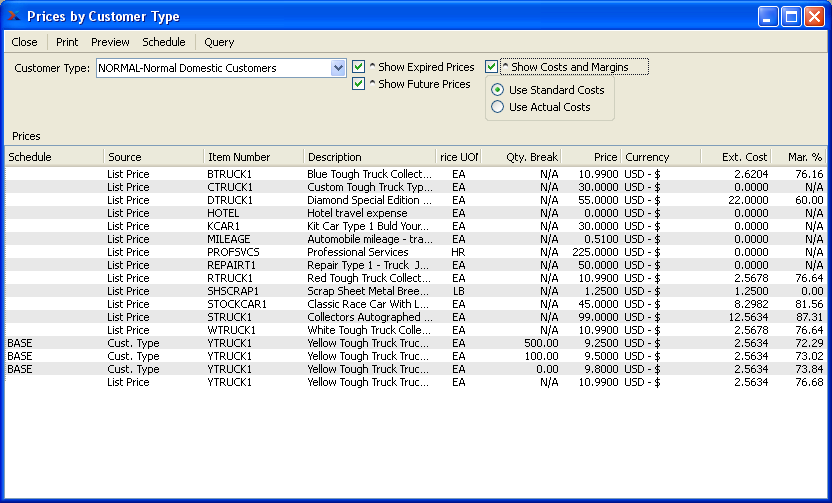 Prices by Customer Type
Close Print Preview Schedule Query
Customer Type: NORMAL-Normal Domestic Customers ^ Show Expired Prices ^ Show Costs and Margins
^ Show Future Prices Use Standard Costs
Use Actual Costs
Prices
Schedule Source Item Number Description rice UOM Qty. Break Price Currency Ext. Cost Mar. %
List Price BTRUCK1 Blue Tough Truck Collect... EA N/A 10.9900 USD - $ 2.6204 76.16
List Price CTRUCK1 Custom Tough Truck Typ... EA N/A 30.0000 USD - $ 0.0000 N/A
List Price DTRUCK1 Diamond Special Edition ... EA N/A 55.0000 USD - $ 22.0000 60.00
List Price HOTEL Hotel travel expense EA N/A 0.0000 USD - $ 0.0000 N/A
List Price KCAR1 Kit Car Type 1 Buld Your... EA N/A 30.0000 USD - $ 0.0000 N/A
List Price MILEAGE Automobile mileage - tra... EA N/A 0.5100 USD - $ 0.0000 N/A
List Price PROFSVCS Professional Services HR N/A 225.0000 USD - $ 0.0000 N/A
List Price REPAIRT1 Repair Type 1 - Truck J... EA N/A 50.0000 USD - $ 0.0000 N/A
List Price RTRUCK1 Red Tough Truck Collect... EA N/A 10.9900 USD - $ 2.5678 76.64
List Price SHSCRAP1 Scrap Sheet Metal Bree... LB N/A 1.2500 USD - $ 1.2500 0.00
List Price STOCKCAR1 Classic Race Car With L... EA N/A 45.0000 USD - $ 8.2982 81.56
List Price STRUCK1 Collectors Autographed ... EA N/A 99.0000 USD - $ 12.5634 87.31
List Price WTRUCK1 White Tough Truck Colle... EA N/A 10.9900 USD - $ 2.5678 76.64
BASE Cust. Type YTRUCK1 Yellow Tough Truck Truc... EA 500.00 9.2500 USD - $ 2.5634 72.29
BASE Cust. Type YTRUCK1 Yellow Tough Truck Truc... EA 100.00 9.5000 USD - $ 2.5634 73.02
BASE Cust. Type YTRUCK1 Yellow Tough Truck Truc... EA 0.00 9.8000 USD - $ 2.5634 73.84
List Price YTRUCK1 Yellow Tough Truck Truc... EA N/A 10.9900 USD - $ 2.5634 76.68